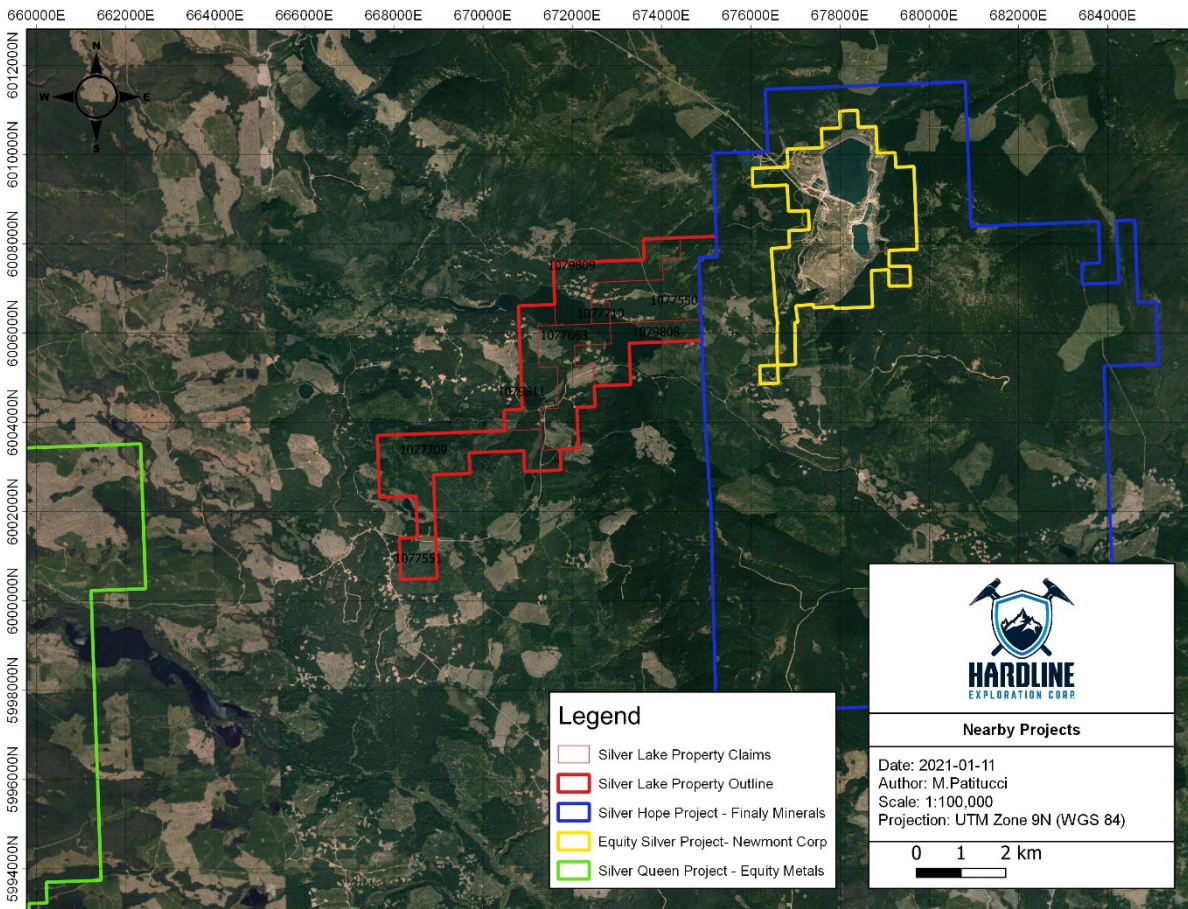 660000E 662000E 664000E 666000E 668000E 670000E 672000E 674000E 676000E 678000E 680000E 682000E 684000E
6012000N
N
W E
S
6010000N
6008000N
1079809
1077550
1077710
6006000N
1077663
1079808
1079811
6004000N
1077709
6002000N
1077551
6000000N
5998000N
5996000N
5994000N
Legend
Silver Lake Property Claims
Silver Lake Property Outline
Silver Hope Project - Finaly Minerals
Equity Silver Project- Newmont Corp
Silver Queen Project - Equity Metals
HARDLINE
EXPLORATION CORP.
Nearby Projects
Date: 2021-01-11
Author: M.Patitucci
Scale: 1:100,000
Projection: UTM Zone 9N (WGS 84)
0 1 2 km